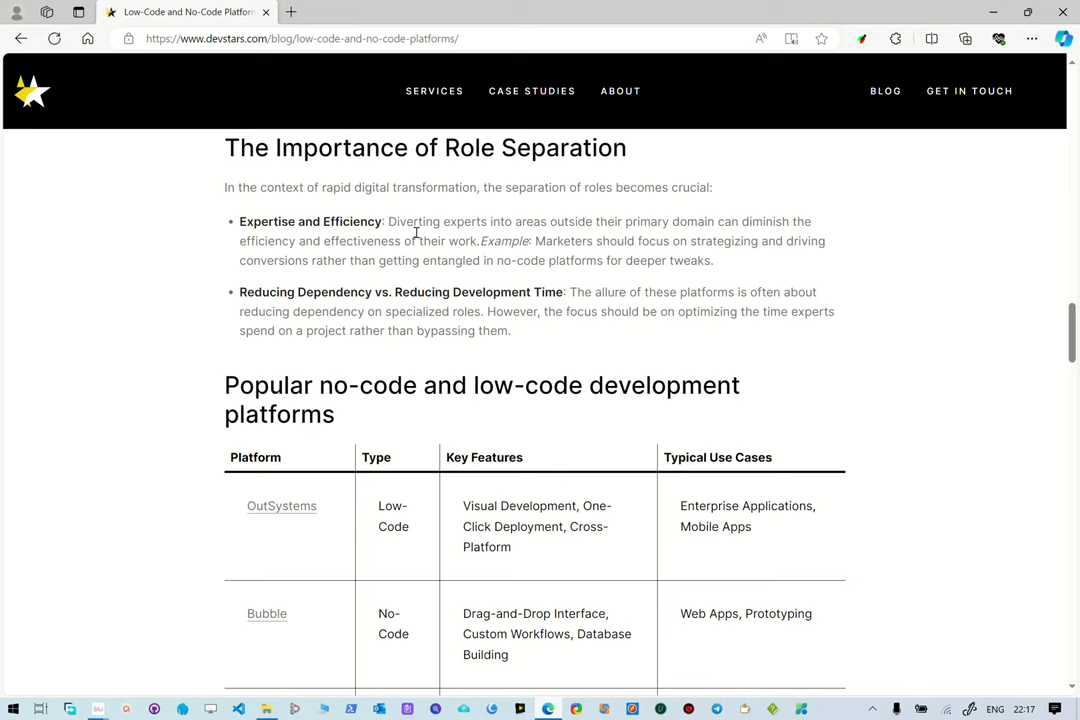 Low-Code and No-Code Platforn
https://www.devstars.com/blog/low-code-and-no-code-platforms/
SERVICES CASE STUDIES ABOUT BLOG GET IN TOUCH
The Importance of Role Separation
In the context of rapid digital transformation, the separation of roles becomes crucial:
• Expertise and Efficiency: Diverting experts into areas outside their primary domain can diminish the
efficiency and effectiveness of their work.Example: Marketers should focus on strategizing and driving
conversions rather than getting entangled in no-code platforms for deeper tweaks.
• Reducing Dependency vs. Reducing Development Time: The allure of these platforms is often about
reducing dependency on specialized roles. However, the focus should be on optimizing the time experts
spend on a project rather than bypassing them.
Popular no-code and low-code development
platforms
Platform Type Key Features Typical Use Cases
OutSystems Low- Visual Development, One- Enterprise Applications,
Code Click Deployment, Cross- Mobile Apps
Platform
Bubble No- Drag-and-Drop Interface, Web Apps, Prototyping
Code Custom Workflows, Database
Building
ENG 22:17